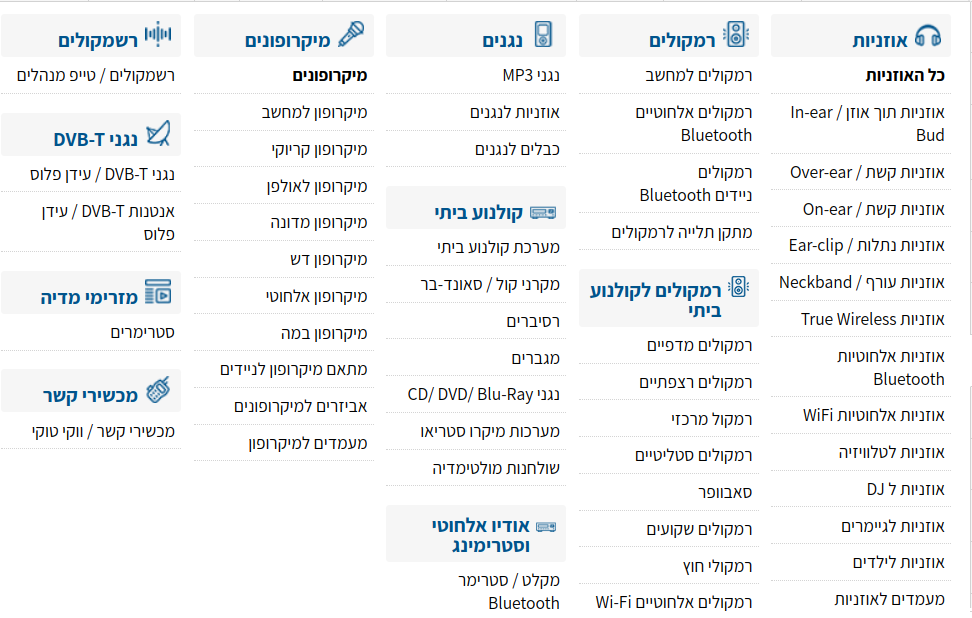 אוזניות
כל האוזניות
אוזניות תוך אוזן / In-ear
Bud
אוזניות קשת / Over-ear
אוזניות קשת / On-ear
אוזניות נתלות / Ear-clip
אוזניות עורף / Neckband
אוזניות True Wireless
אוזניות אלחוטיות
Bluetooth
אוזניות אלחוטיות WiFi
אוזניות לטלוויזיה
אוזניות ל DJ
אוזניות לגיימרים
אוזניות לילדים
מעמדים לאוזניות
רמקולים
רמקולים למחשב
רמקולים אלחוטיים
Bluetooth
רמקולים
ניידים Bluetooth
מתקן תלייה לרמקולים
רמקולים לקולנוע
ביתי
רמקולים מדפיים
רמקולים רצפתיים
רמקול מרכזי
רמקולים סטליטיים
סאבוופר
רמקולים שקועים
רמקולי חוץ
רמקולים אלחוטיים Wi-Fi
נגנים
נגני MP3
אוזניות לנגנים
כבלים לנגנים
קולנוע ביתי
מערכת קולנוע ביתי
מקרני קול / סאונד-בר
רסיברים
מגברים
נגני CD/ DVD/ Blu-Ray
מערכות מיקרו סטריאו
שולחנות מולטימדיה
אודיו אלחוטי
וסטרימינג
מקלט / סטרימר
Bluetooth
מיקרופונים
מיקרופונים
מיקרופון למחשב
מיקרופון קריוקי
מיקרופון לאולפן
מיקרופון מדונה
מיקרופון דש
מיקרופון אלחוטי
מיקרופון במה
מתאם מיקרופון לניידים
אביזרים למיקרופונים
מעמדים למיקרופון
רשמקולים
רשמקולים / טייפ מנהלים
נגני DVB-T
נגני DVB-T / עידן פלוס
אנטנות DVB-T / עידן
פלוס
מזרימי מדיה
סטרימרים
מכשירי קשר
מכשירי קשר / ווקי טוקי